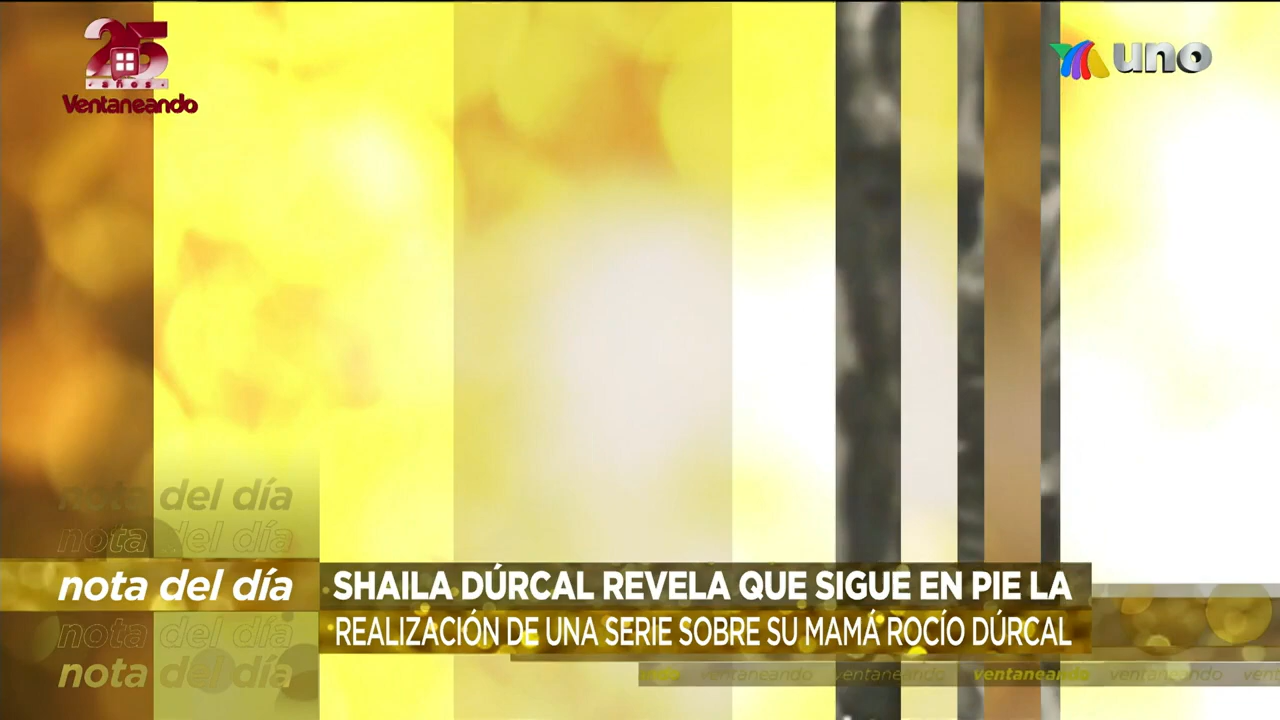 25
años
Ventaneando
uno
nota del día
nota del día
nota del día
nota del día
nota del día
SHAILA DÚRCAL REVELA QUE SIGUE EN PIE LA
REALIZACIÓN DE UNA SERIE SOBRE SU MAMÁ ROCÍO DÚRCAL
ventaneando ventaneando ventaneando ventaneando